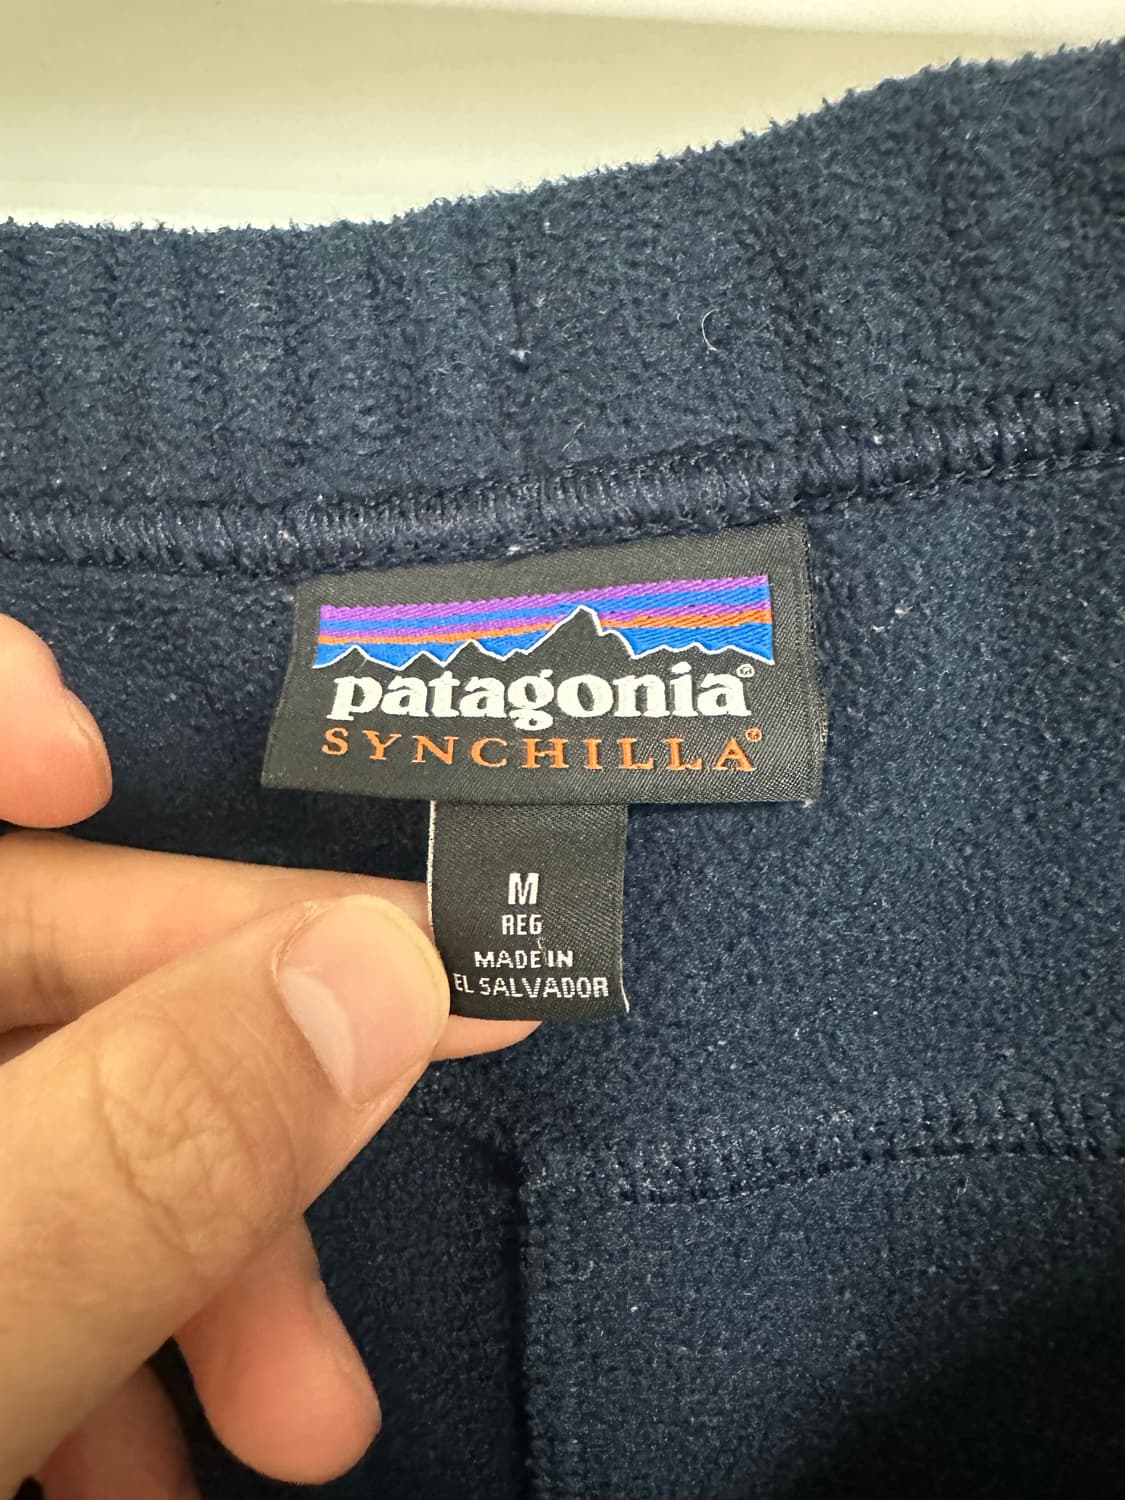 patagonia®
SYNCHILLA®
M
REG
MADE IN
EL SALVADOR